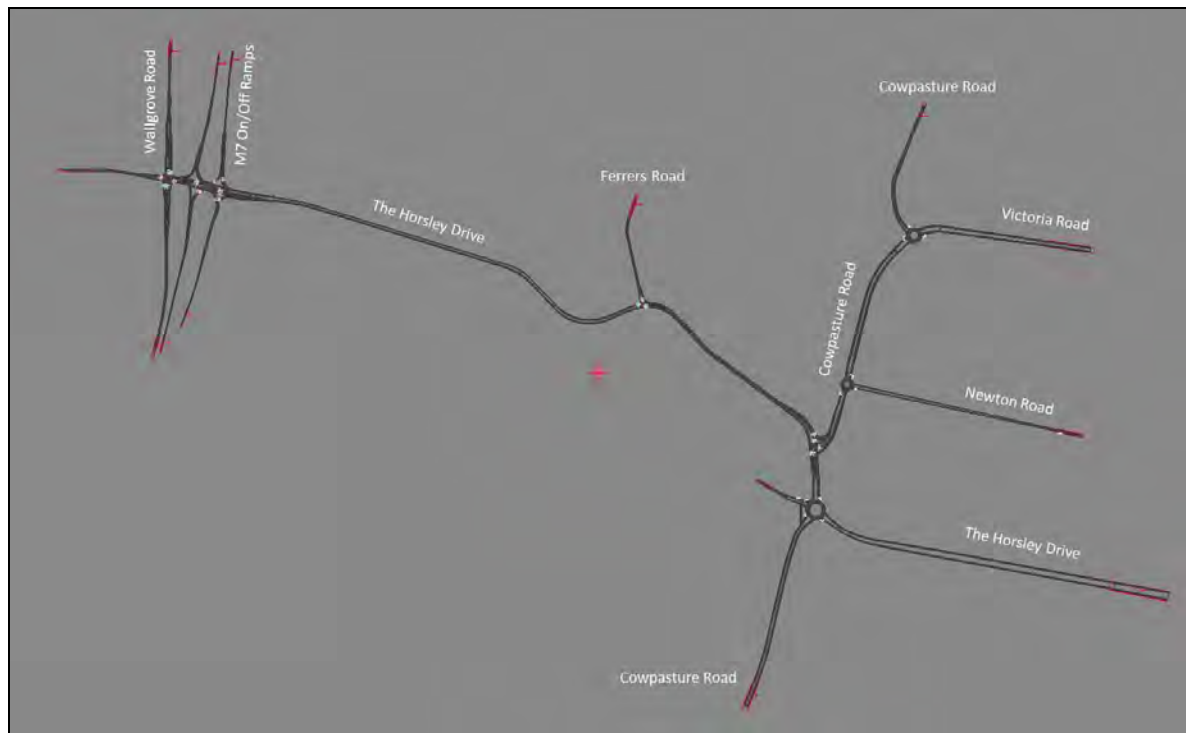 Wallgrove Road
M7 On/Off Ramps
Cowpasture Road
Ferrers Road
The Horsley Drive
Victoria Road
Cowpasture Road
Newton Road
The Horsley Drive
Cowpasture Road